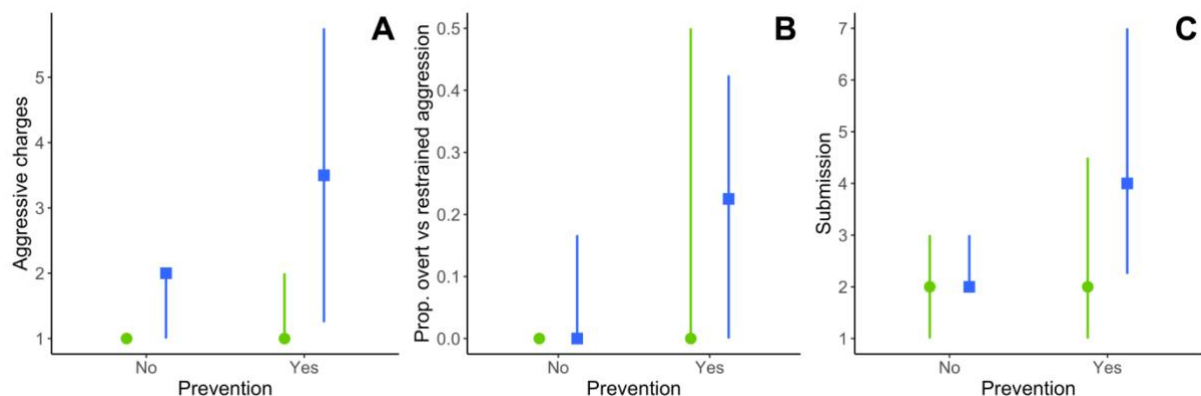 A
Aggressive charges
5
4
3
2
1
No
Yes
Prevention
B
Prop. overt vs restrained aggression
0.5
0.4
0.3
0.2
0.1
0.0
No
Yes
Prevention
C
Submission
7
6
5
4
3
2
1
No
Yes
Prevention